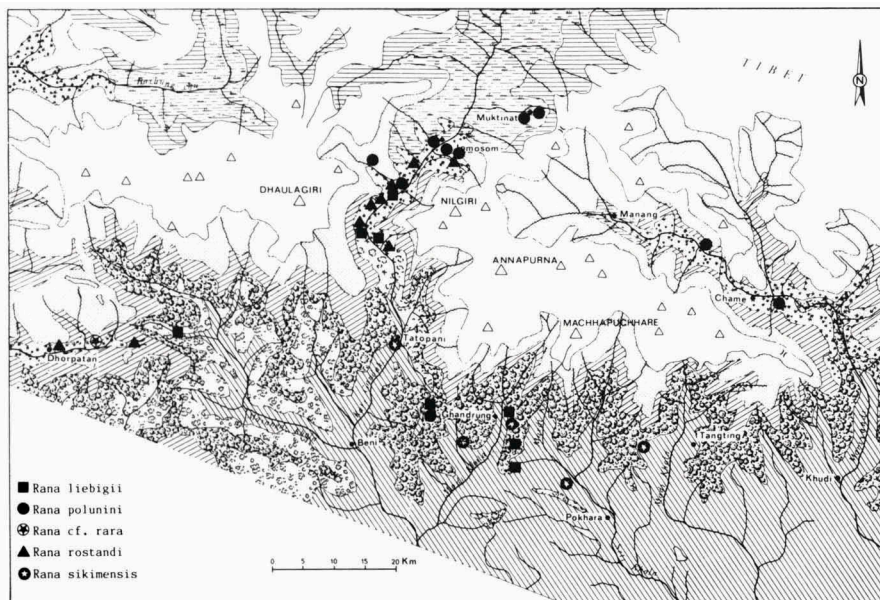 TIBET
N
Muktinat
Jomosom
DHAULAGIRI
NILGIRI
Manang
ANNAPURNA
Chame
MACHHAPUCHHARE
Tatopani
Dhorpatan
Ghandrung
Beni
Tangting
Khudi
Pokhara
Rana liebigii
Rana polunini
Rana cf. rara
Rana rostandi
Rana sikimensis
0 5 10 15 20 Km